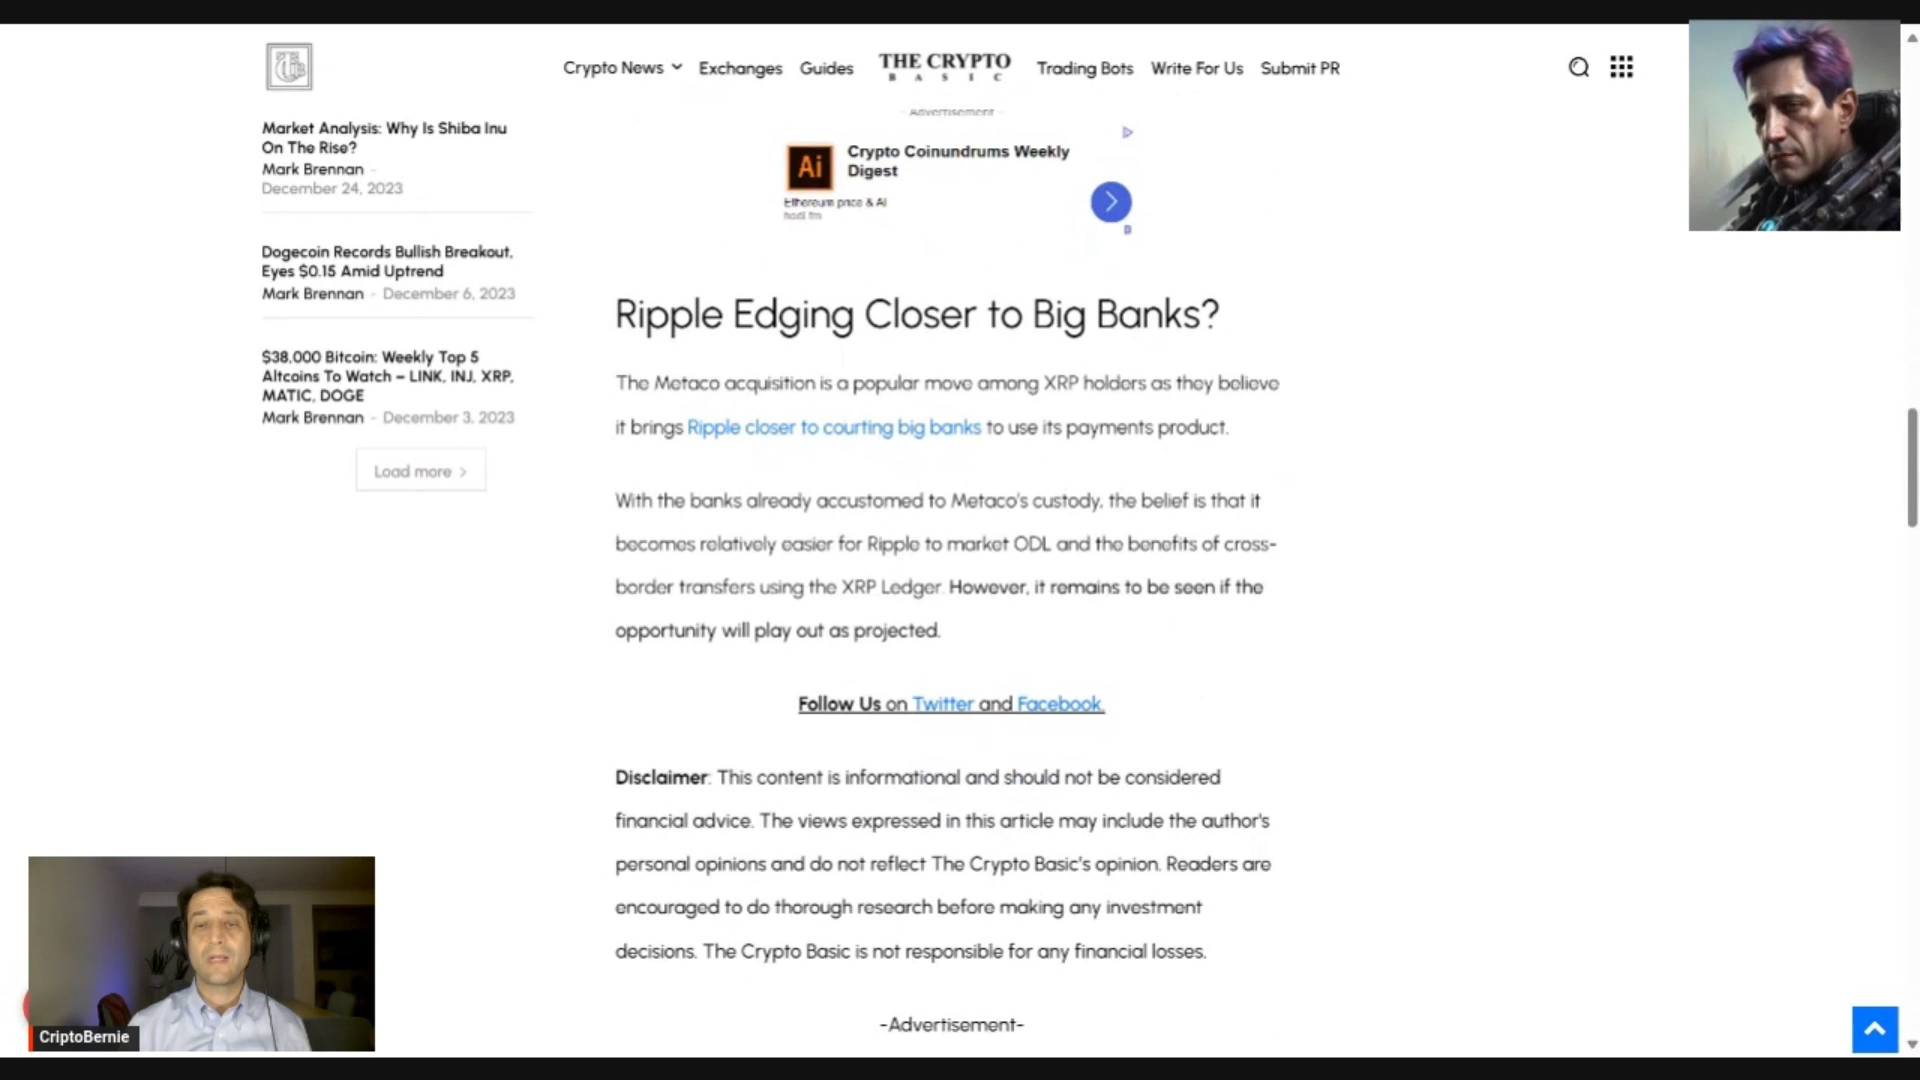 Crypto News
Exchanges
Guides
THE CRYPTO
BASIC
Trading Bots
Write For Us
Submit PR
Market Analysis: Why Is Shiba Inu
On The Rise?
Mark Brennan -
December 24, 2023
Dogecoin Records Bullish Breakout,
Eyes $0.15 Amid Uptrend
Mark Brennan - December 6, 2023
$38,000 Bitcoin: Weekly Top 5
Altcoins To Watch – LINK, INJ, XRP,
MATIC, DOGE
Mark Brennan - December 3, 2023
Load more >
- Advertisement -
Ai
Crypto Coinundrums Weekly
Digest
Ethereum price & AI
hodl.fm
Ripple Edging Closer to Big Banks?
The Metaco acquisition is a popular move among XRP holders as they believe
it brings Ripple closer to courting big banks to use its payments product.
With the banks already accustomed to Metaco's custody, the belief is that it
becomes relatively easier for Ripple to market ODL and the benefits of cross-
border transfers using the XRP Ledger. However, it remains to be seen if the
opportunity will play out as projected.
Follow Us on Twitter and Facebook.
Disclaimer: This content is informational and should not be considered
financial advice. The views expressed in this article may include the author's
personal opinions and do not reflect The Crypto Basic's opinion. Readers are
encouraged to do thorough research before making any investment
decisions. The Crypto Basic is not responsible for any financial losses.
-Advertisement-
CriptoBernie